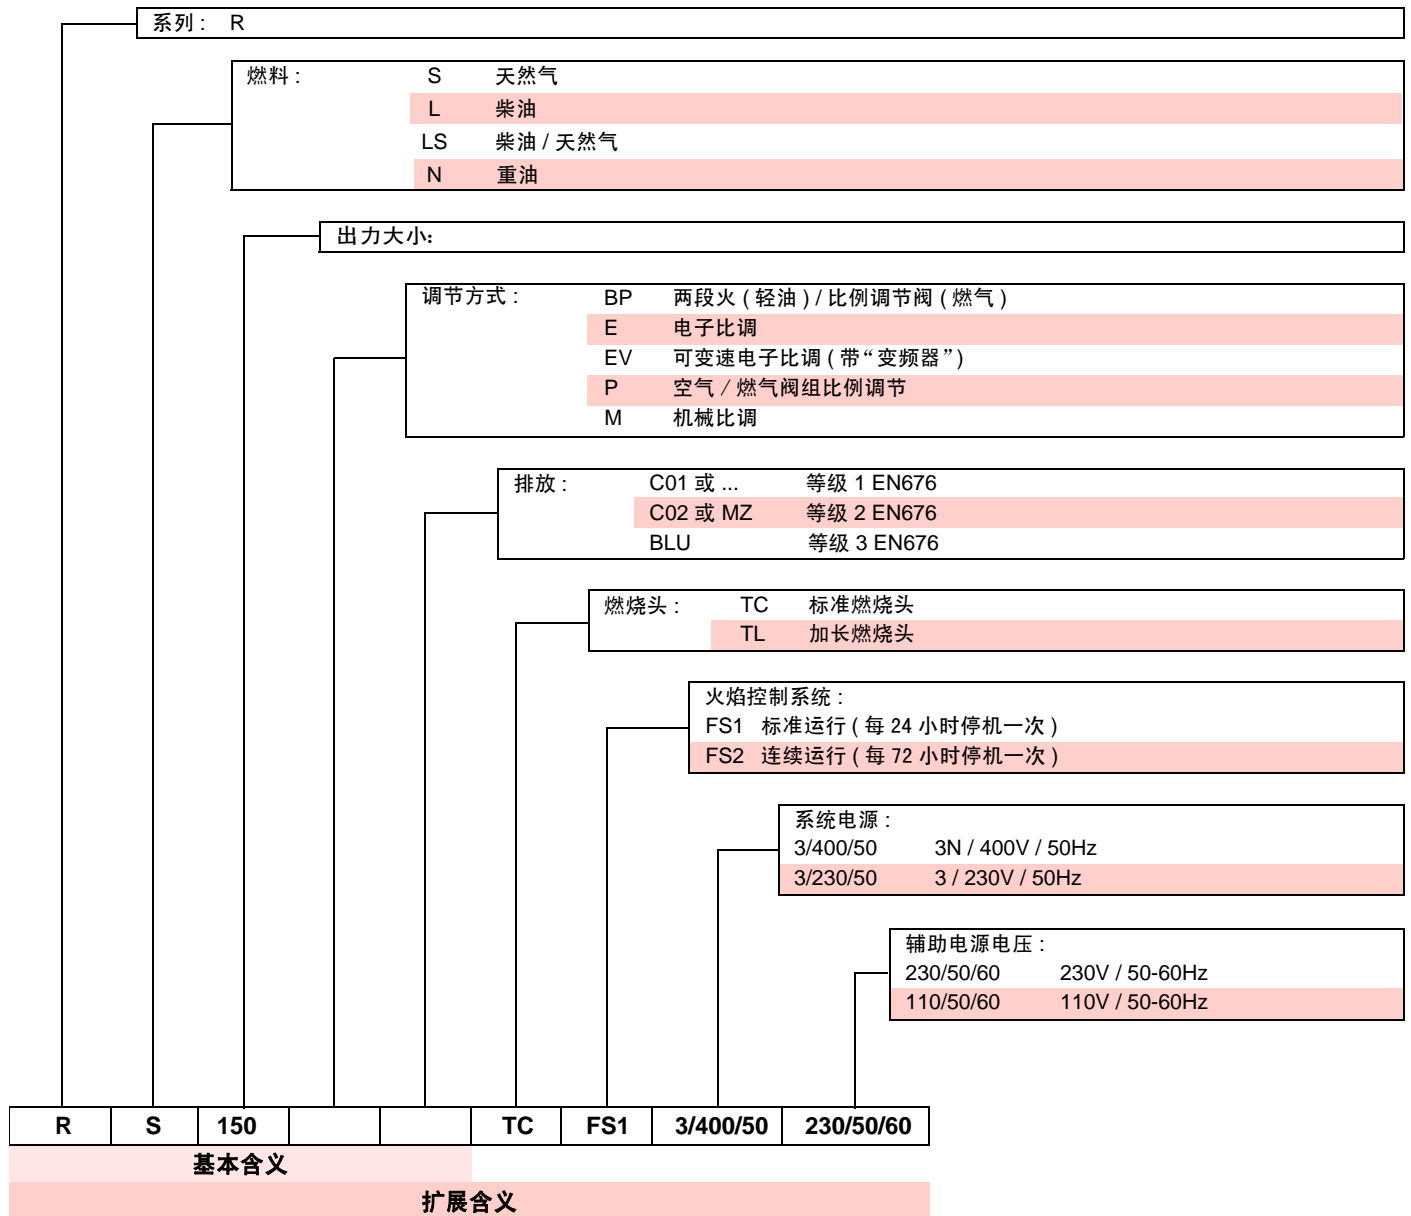 系列 : R
燃料 : S 天然气
L 柴油
LS 柴油 / 天然气
N 重油
出力大小:
调节方式 : BP 两段火 ( 轻油 ) / 比例调节阀 ( 燃气 )
E 电子比调
EV 可变速电子比调 ( 带“变频器”)
P 空气 / 燃气阀组比例调节
M 机械比调
排放 : C01 或 ... 等级 1 EN676
C02 或 MZ 等级 2 EN676
BLU 等级 3 EN676
燃烧头 : TC 标准燃烧头
TL 加长燃烧头
火焰控制系统 :
FS1 标准运行 ( 每 24 小时停机一次 )
FS2 连续运行 ( 每 72 小时停机一次 )
系统电源 :
3/400/50 3N / 400V / 50Hz
3/230/50 3 / 230V / 50Hz
辅助电源电压 :
230/50/60 230V / 50-60Hz
110/50/60 110V / 50-60Hz
R S 150 TC FS1 3/400/50 230/50/60
基本含义
扩展含义